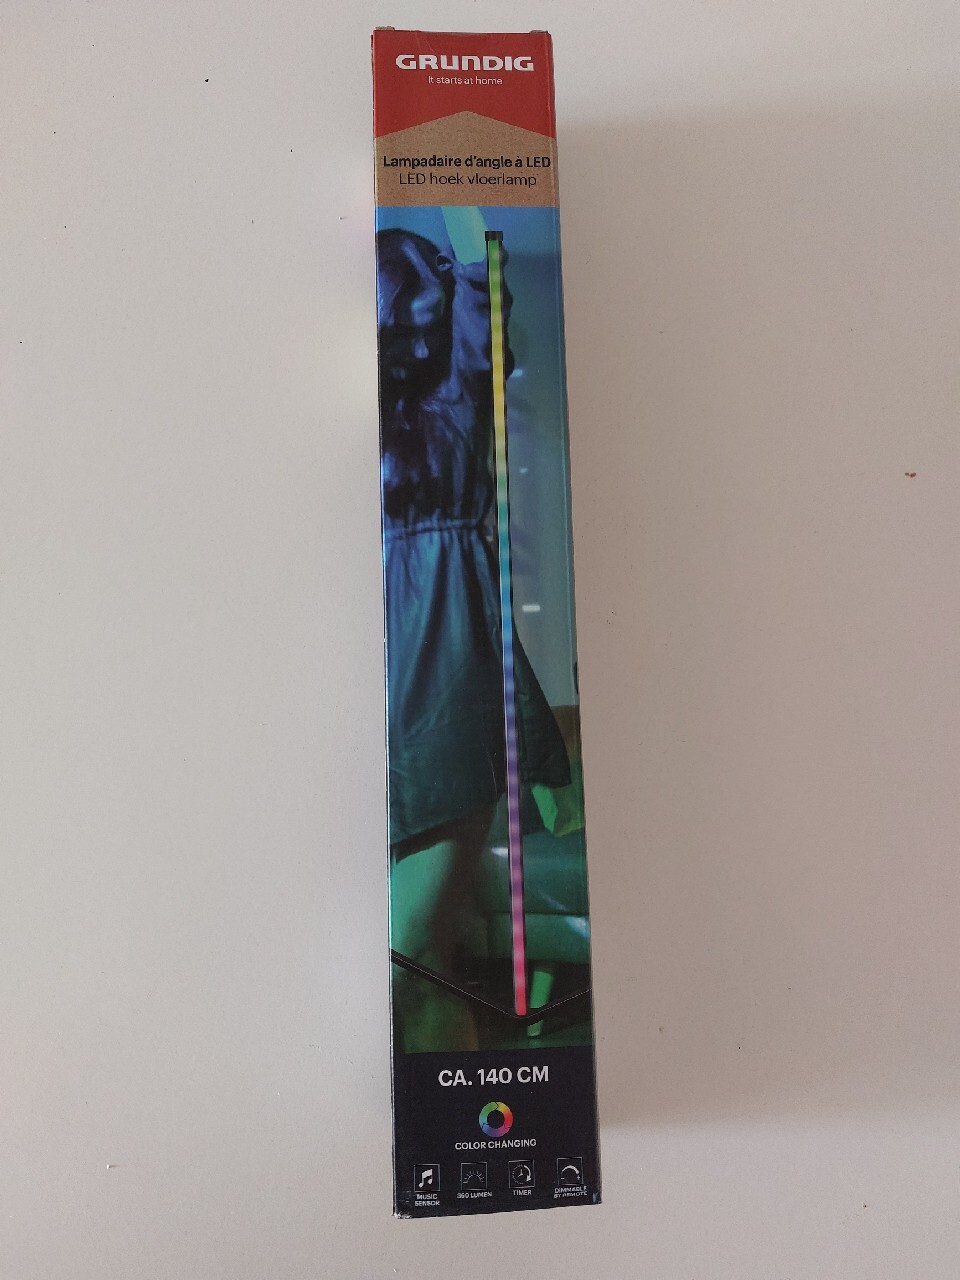 GRUNDIG
It starts at home
Lampadaire d'angle à LED
LED hoek vloerlamp
CA. 140 CM
COLOR CHANGING
MUSIC SENSOR
360 LUMEN
TIMER
DIMMABLE BY REMOTE